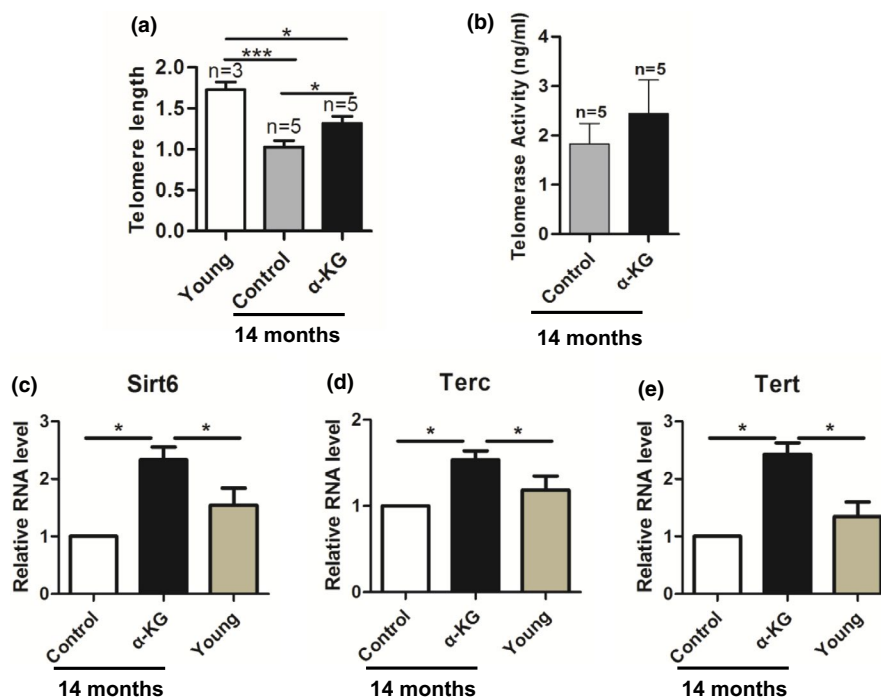 (a)
Telomere length
2.0
1.5
1.0
0.5
0.0
*
***
*
n=3
n=5
n=5
Young
Control
α-KG
14 months
(b)
Telomerase Activity (ng/ml)
4
3
2
1
0
n=5
n=5
Control
α-KG
14 months
(c)
Sirt6
Relative RNA level
3
2
1
0
*
*
Control
α-KG
Young
14 months
(d)
Terc
Relative RNA level
2
1
0
*
*
Control
α-KG
Young
14 months
(e)
Tert
Relative RNA level
3
2
1
0
*
*
Control
α-KG
Young
14 months